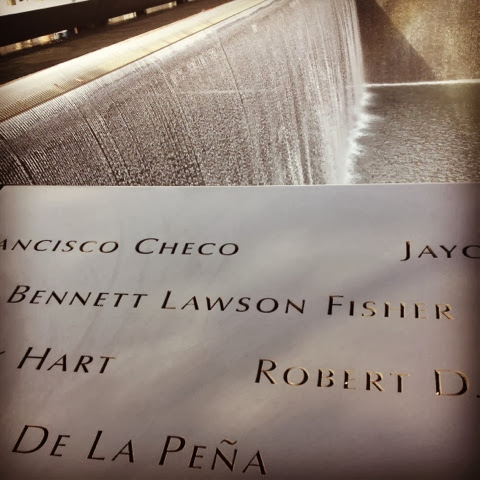 ANCISCO CHECO JAYC
BENNETT LAWSON FISHER
HART ROBERT D.
DE LA PEÑA